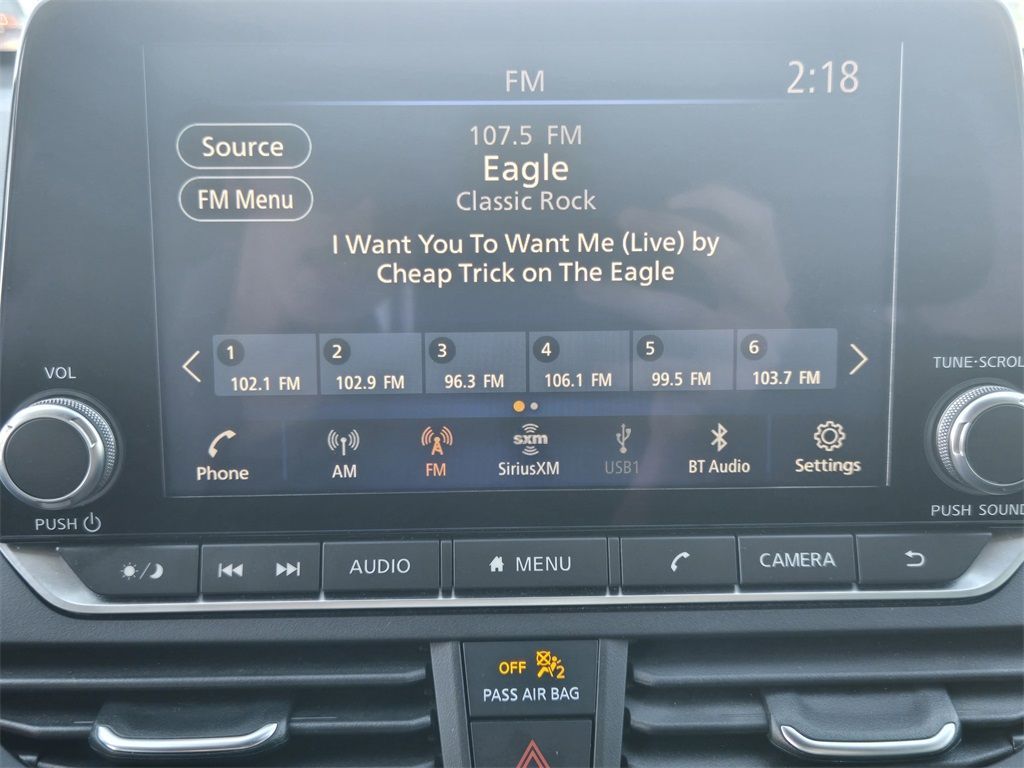 FM
2:18
Source
107.5 FM
Eagle
FM Menu
Classic Rock
I Want You To Want Me (Live) by
Cheap Trick on The Eagle
1
2
3
4
5
6
102.1 FM
102.9 FM
96.3 FM
106.1 FM
99.5 FM
103.7 FM
VOL
TUNE·SCROL
Phone
AM
FM
sxm
SiriusXM
USB1
BT Audio
Settings
PUSH
PUSH SOUND
AUDIO
MENU
CAMERA
OFF
2
PASS AIR BAG